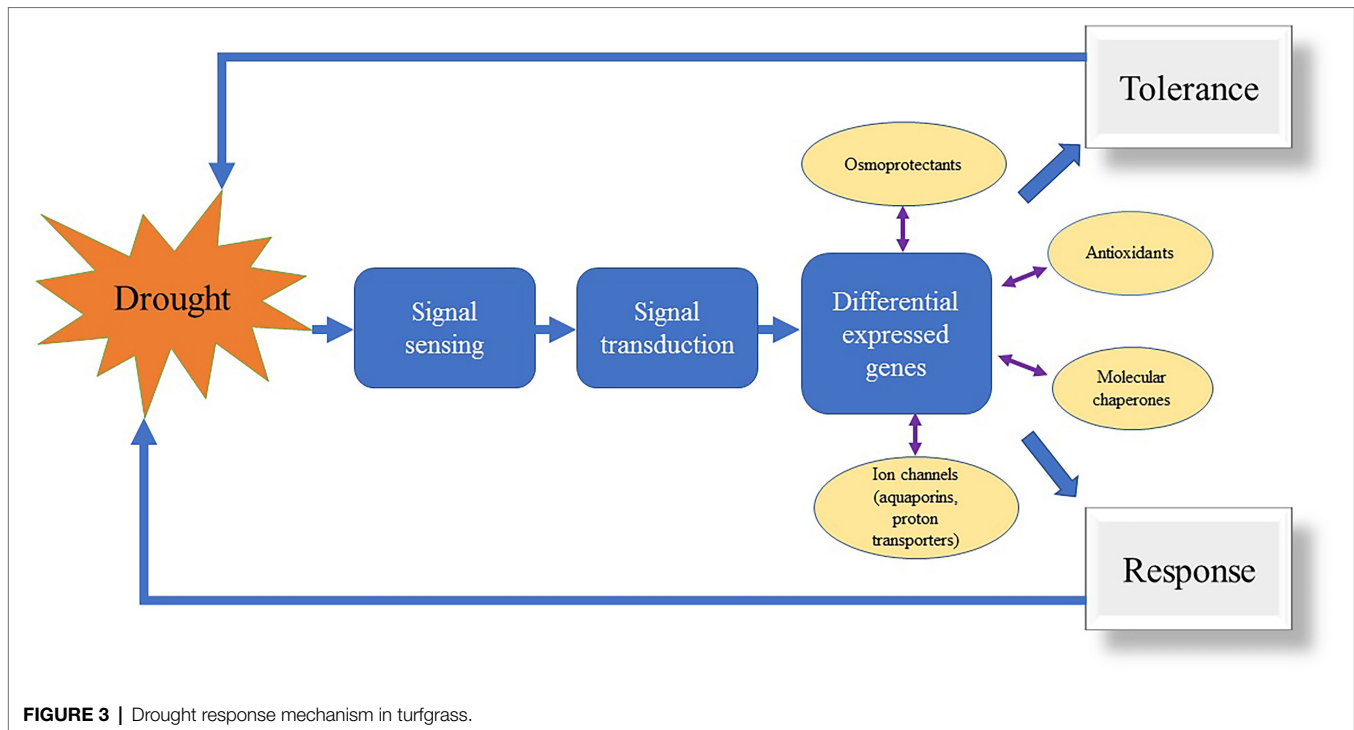 Tolerance
Osmoprotectants
Antioxidants
Drought
Signal
sensing
Signal
transduction
Differential
expressed
genes
Molecular
chaperones
Ion channels
(aquaporins,
proton
transporters)
Response
FIGURE 3 | Drought response mechanism in turfgrass.